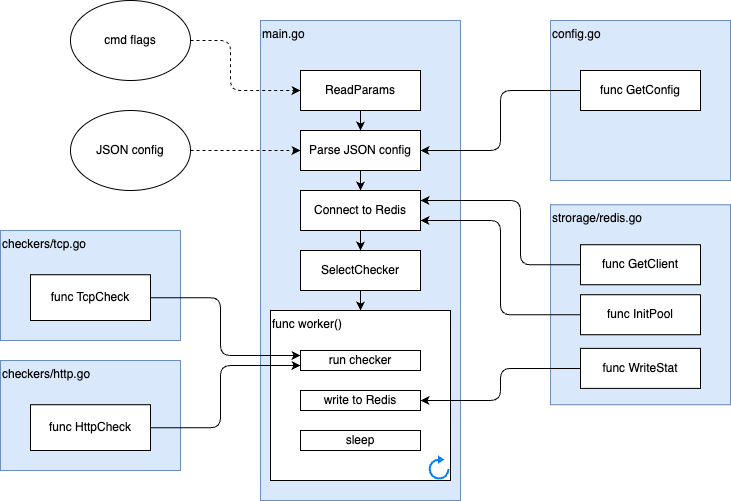 cmd flags
main.go
config.go
ReadParams
func GetConfig
JSON config
Parse JSON config
Connect to Redis
strorage/redis.go
checkers/tcp.go
SelectChecker
func GetClient
func TcpCheck
func InitPool
func worker()
checkers/http.go
run checker
func WriteStat
write to Redis
func HttpCheck
sleep